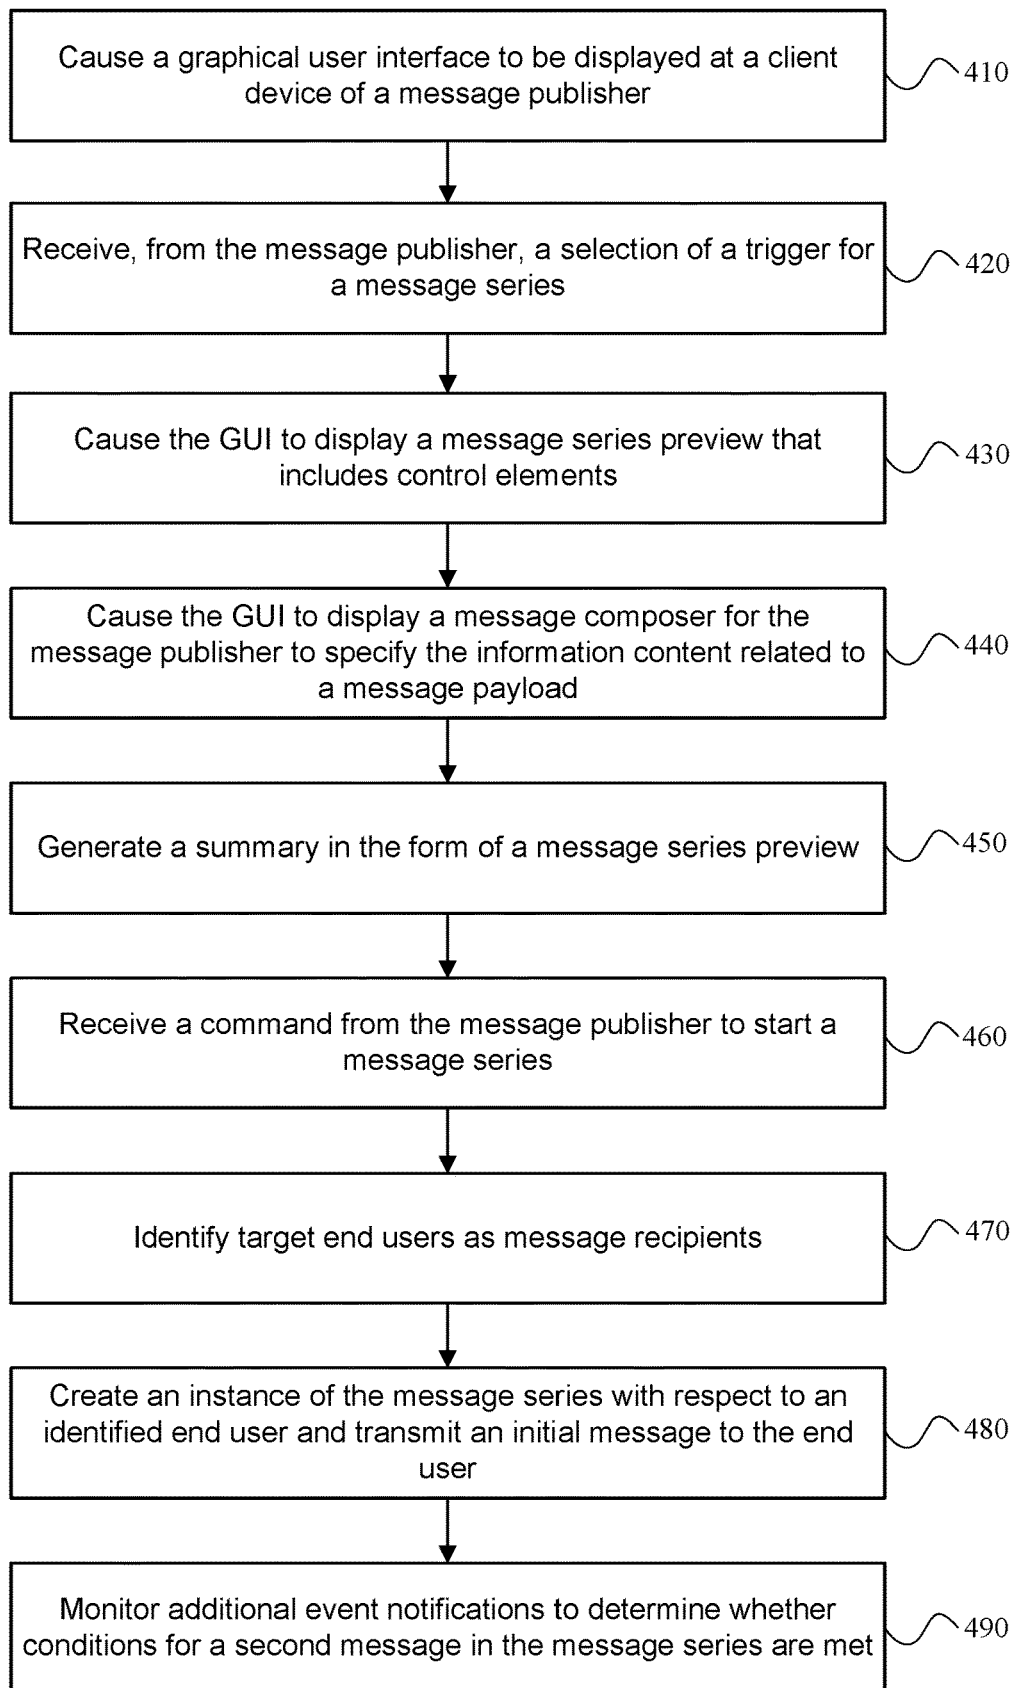 Cause a graphical user interface to be displayed at a client
device of a message publisher
410
Receive, from the message publisher, a selection of a trigger for
a message series
420
Cause the GUI to display a message series preview that
includes control elements
430
Cause the GUI to display a message composer for the
message publisher to specify the information content related to
a message payload
440
Generate a summary in the form of a message series preview
450
Receive a command from the message publisher to start a
message series
460
Identify target end users as message recipients
470
Create an instance of the message series with respect to an
identified end user and transmit an initial message to the end
user
480
Monitor additional event notifications to determine whether
conditions for a second message in the message series are met
490